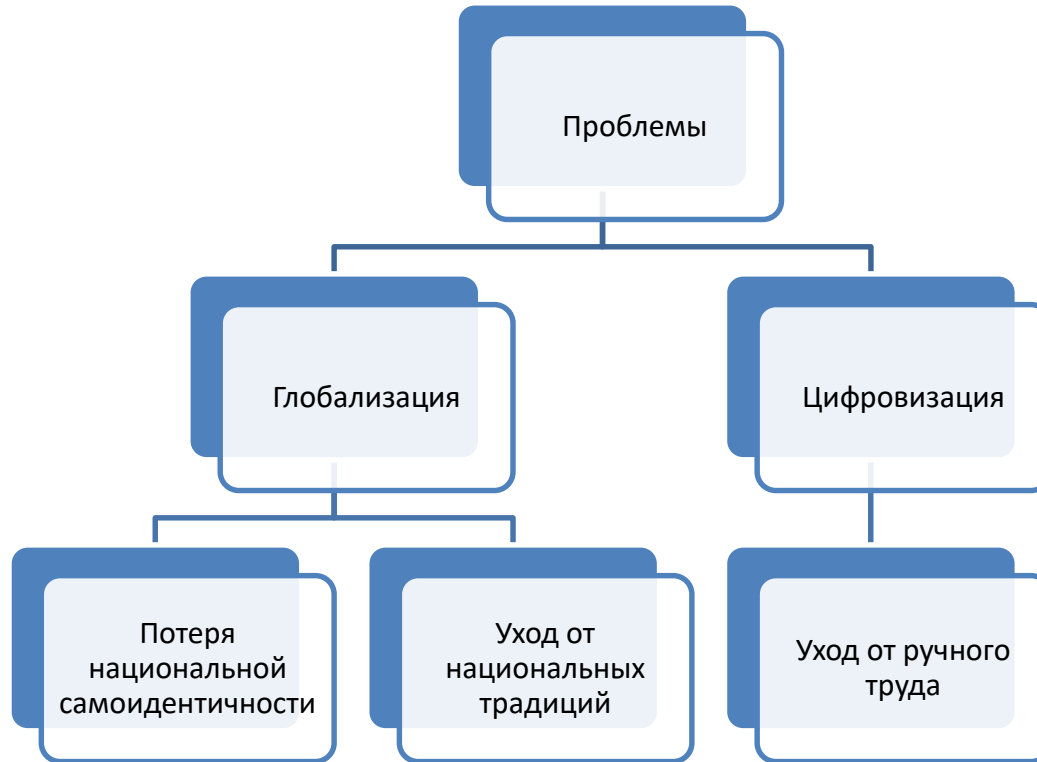 Проблемы
Глобализация
Цифровизация
Потеря
национальной
самоидентичности
Уход от
национальных
традиций
Уход от ручного
труда